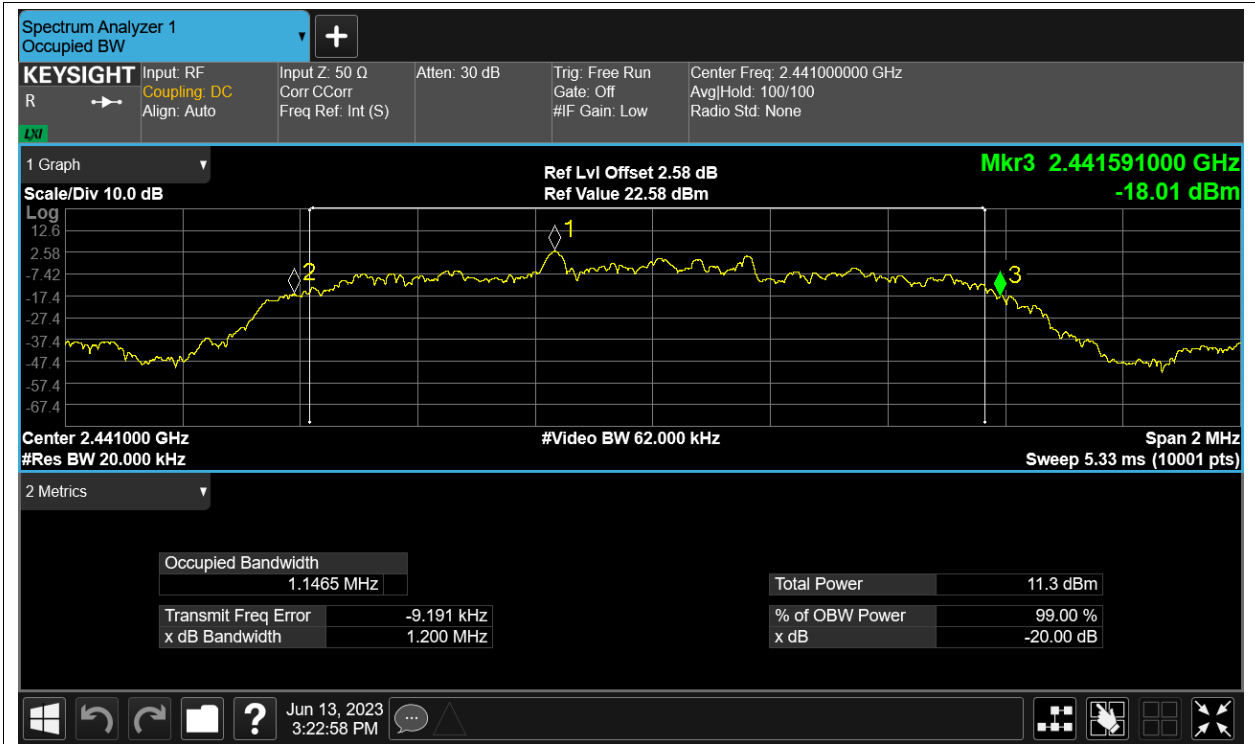 Spectrum Analyzer 1
Occupied BW
KEYSIGHT
R
LXI
Input: RF
Coupling: DC
Align: Auto
Input Z: 50 Ω
Corr CCorr
Freq Ref: Int (S)
Atten: 30 dB
Trig: Free Run
Gate: Off
#IF Gain: Low
Center Freq: 2.441000000 GHz
Avg|Hold: 100/100
Radio Std: None
1 Graph
Scale/Div 10.0 dB
Ref Lvl Offset 2.58 dB
Ref Value 22.58 dBm
Mkr3 2.441591000 GHz
-18.01 dBm
Log
12.6
2.58
-7.42
-17.4
-27.4
-37.4
-47.4
-57.4
-67.4
1
2
3
Center 2.441000 GHz
#Res BW 20.000 kHz
#Video BW 62.000 kHz
Span 2 MHz
Sweep 5.33 ms (10001 pts)
2 Metrics
Occupied Bandwidth
1.1465 MHz
Transmit Freq Error -9.191 kHz
x dB Bandwidth 1.200 MHz
Total Power 11.3 dBm
% of OBW Power 99.00 %
x dB -20.00 dB
Jun 13, 2023
3:22:58 PM